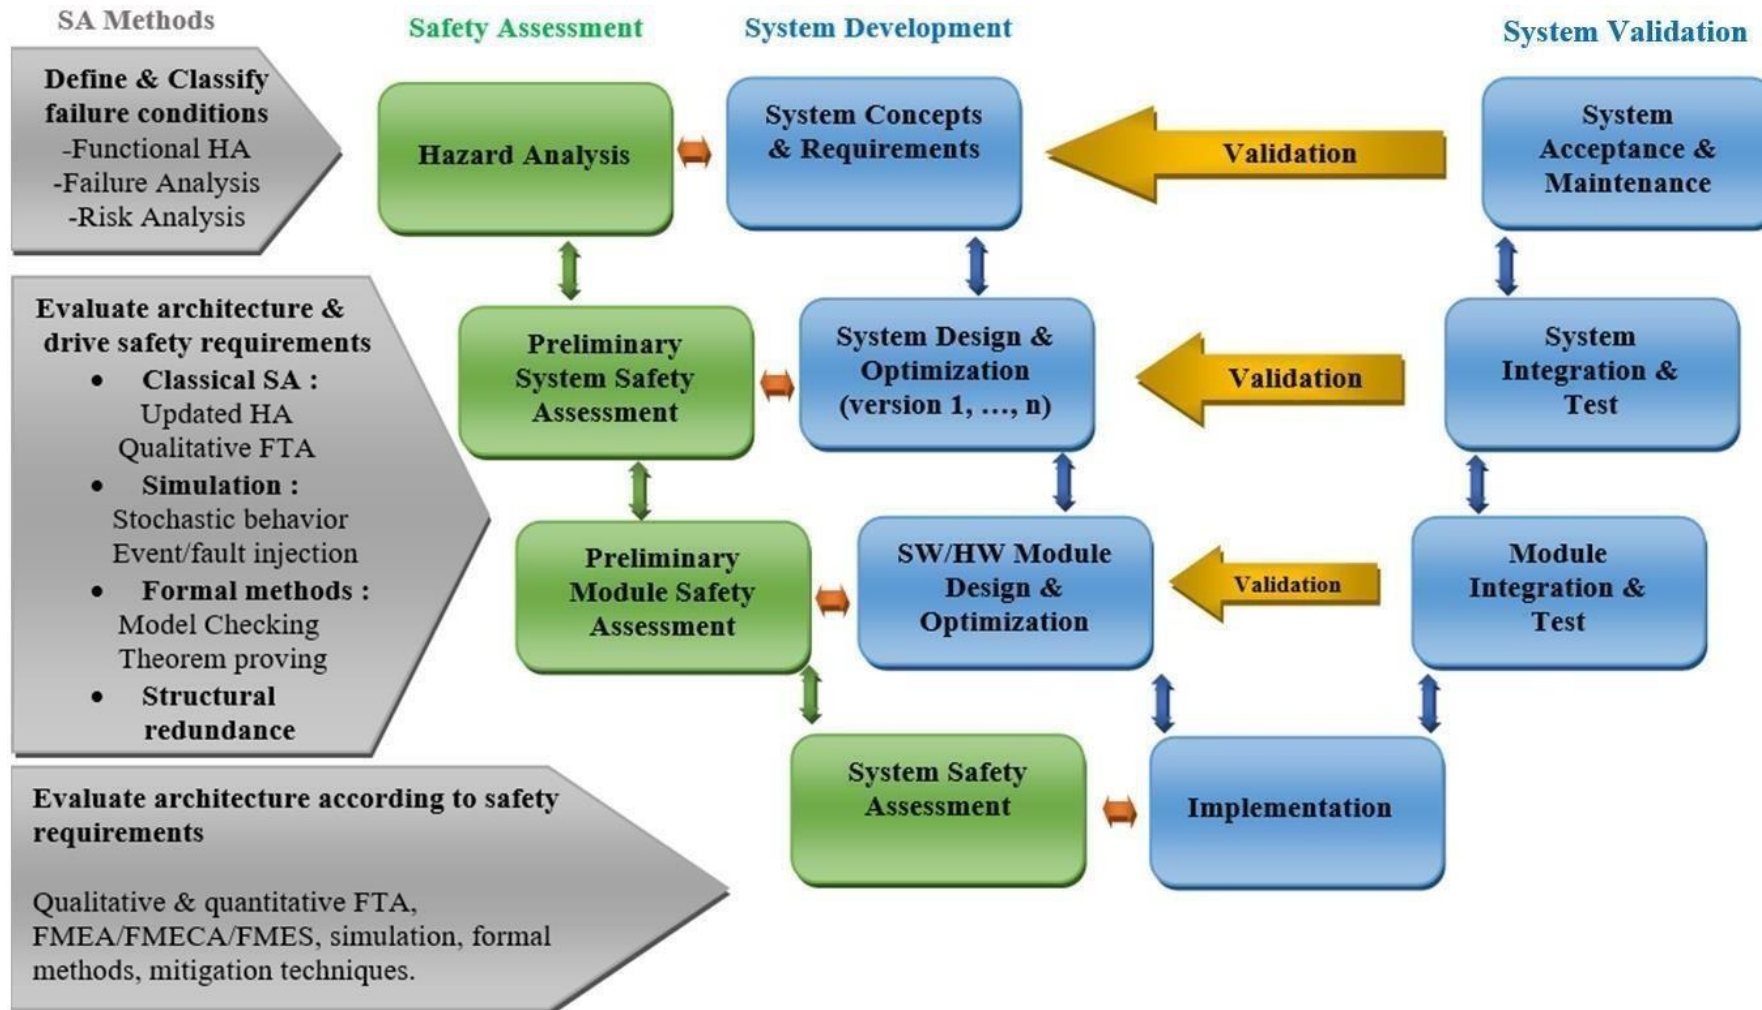 SA Methods
Safety Assessment
System Development
System Validation
Define & Classify
failure conditions
-Functional HA
-Failure Analysis
-Risk Analysis
Hazard Analysis
System Concepts
& Requirements
Validation
System
Acceptance &
Maintenance
Evaluate architecture &
drive safety requirements
• Classical SA :
Updated HA
Qualitative FTA
• Simulation :
Stochastic behavior
Event/fault injection
• Formal methods :
Model Checking
Theorem proving
• Structural
redundance
Preliminary
System Safety
Assessment
System Design &
Optimization
(version 1, …, n)
Validation
System
Integration &
Test
Preliminary
Module Safety
Assessment
SW/HW Module
Design &
Optimization
Validation
Module
Integration &
Test
Evaluate architecture according to safety
requirements
Qualitative & quantitative FTA,
FMEA/FMECA/FMES, simulation, formal
methods, mitigation techniques.
System Safety
Assessment
Implementation